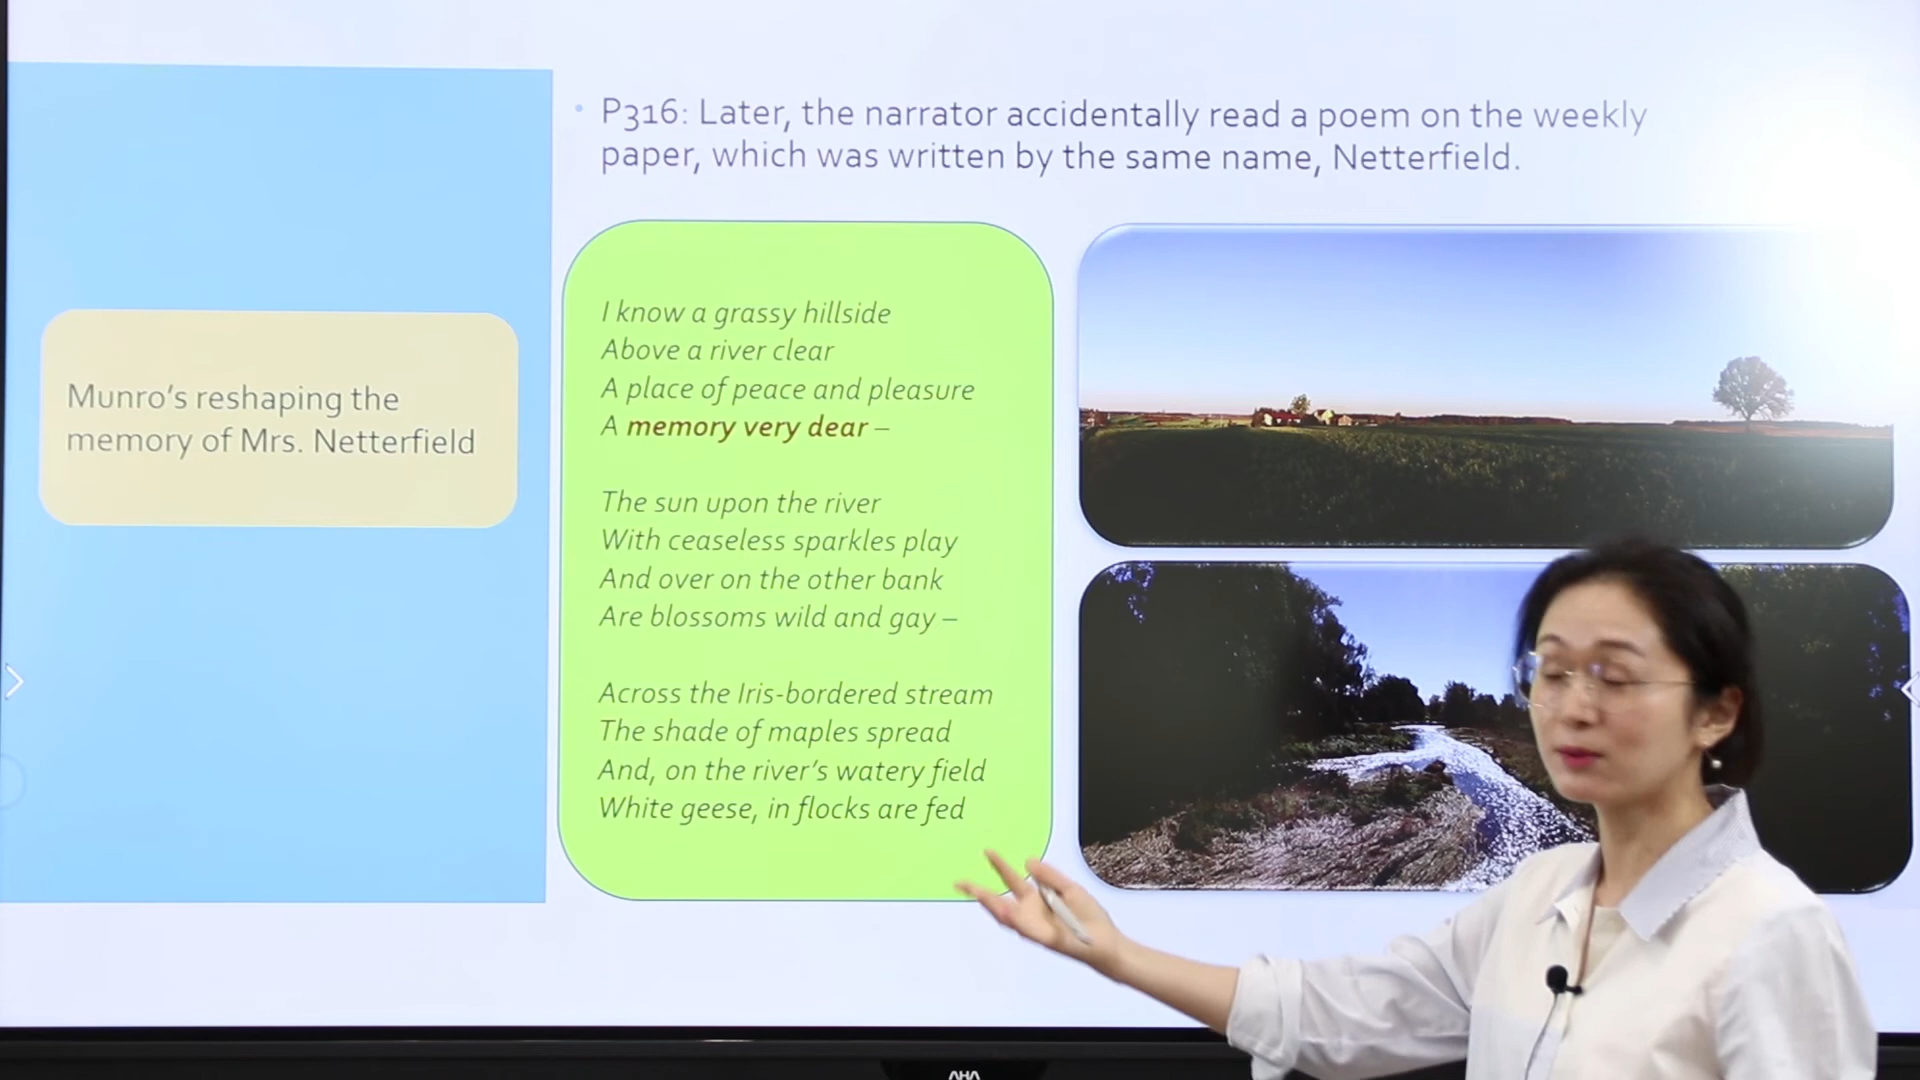 P316: Later, the narrator accidentally read a poem on the weekly
paper, which was written by the same name, Netterfield.
Munro's reshaping the
memory of Mrs. Netterfield
I know a grassy hillside
Above a river clear
A place of peace and pleasure
A memory very dear –
The sun upon the river
With ceaseless sparkles play
And over on the other bank
Are blossoms wild and gay –
Across the Iris-bordered stream
The shade of maples spread
And, on the river's watery field
White geese, in flocks are fed
AHA